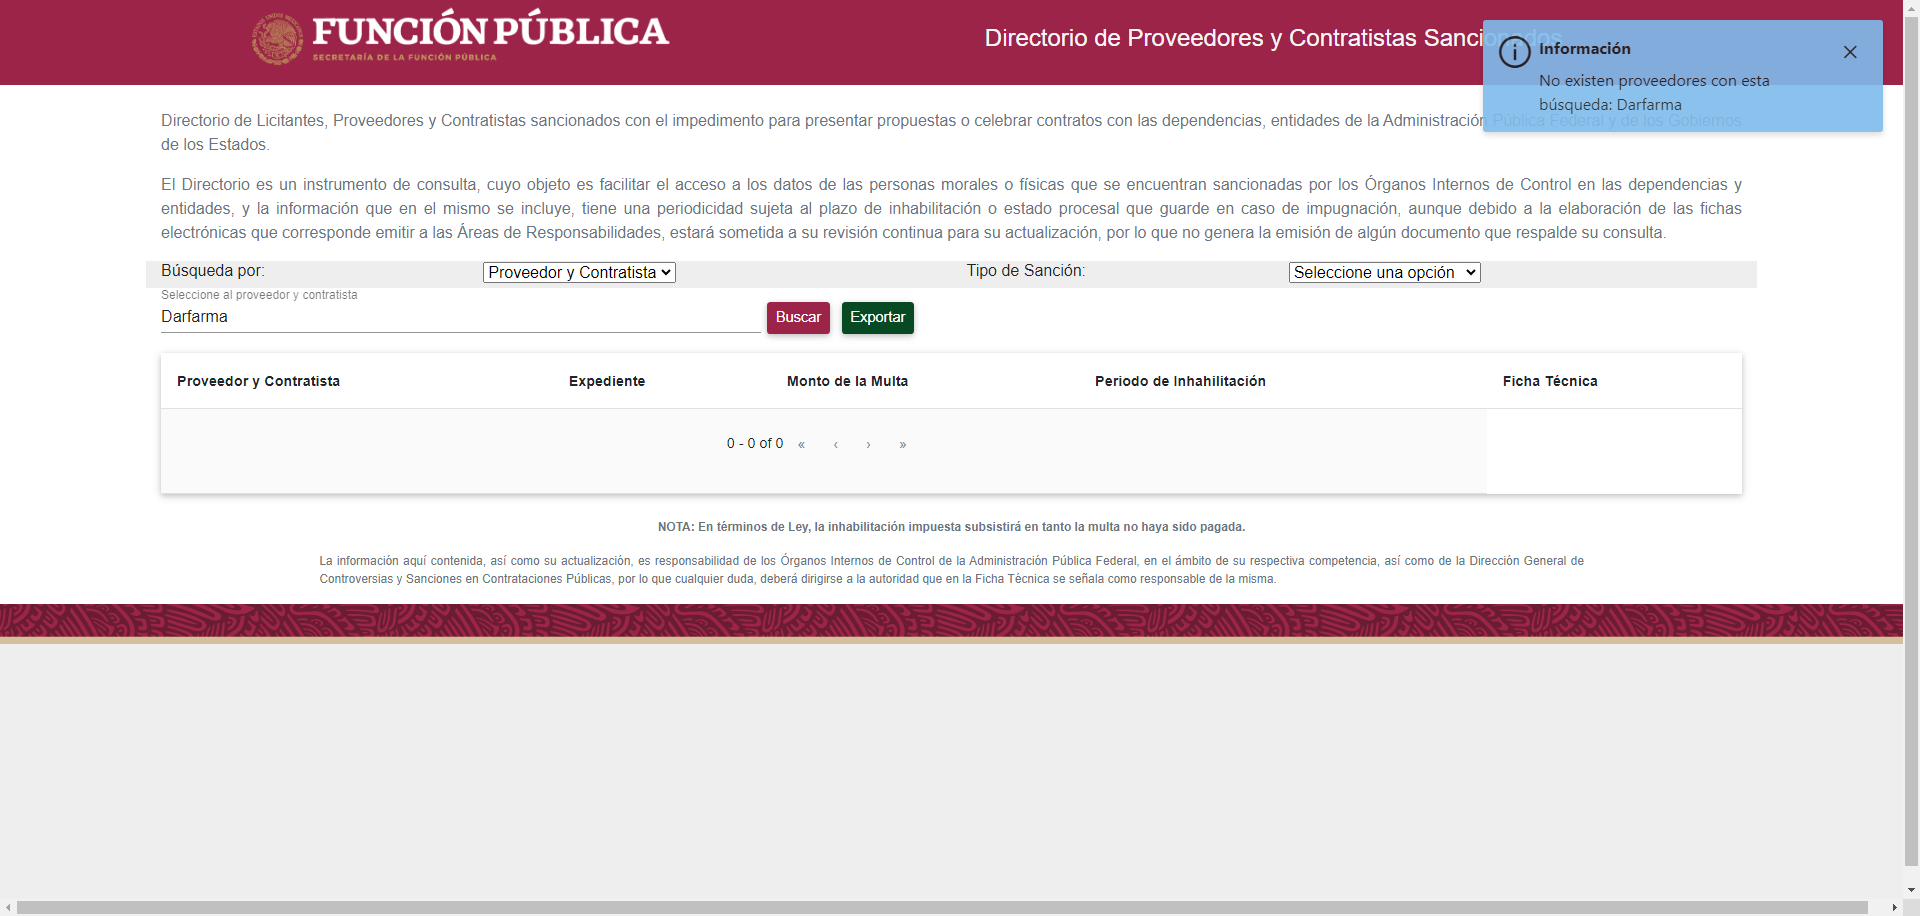 FUNCIÓN PÚBLICA
SECRETARÍA DE LA FUNCIÓN PÚBLICA
Directorio de Proveedores y Contratistas Sancionados
Información
No existen proveedores con esta
búsqueda: Darfarma
Directorio de Licitantes, Proveedores y Contratistas sancionados con el impedimento para presentar propuestas o celebrar contratos con las dependencias, entidades de la Administración Pública Federal y de los Gobiernos
de los Estados.
El Directorio es un instrumento de consulta, cuyo objeto es facilitar el acceso a los datos de las personas morales o físicas que se encuentran sancionadas por los Órganos Internos de Control en las dependencias y
entidades, y la información que en el mismo se incluye, tiene una periodicidad sujeta al plazo de inhabilitación o estado procesal que guarde en caso de impugnación, aunque debido a la elaboración de las fichas
electrónicas que corresponde emitir a las Áreas de Responsabilidades, estará sometida a su revisión continua para su actualización, por lo que no genera la emisión de algún documento que respalde su consulta.
Búsqueda por: Proveedor y Contratista Tipo de Sanción: Seleccione una opción
Seleccione al proveedor y contratista
Darfarma Buscar Exportar
Proveedor y Contratista Expediente Monto de la Multa Periodo de Inhahilitación Ficha Técnica
0 - 0 of 0 « ‹ › »
NOTA: En términos de Ley, la inhabilitación impuesta subsistirá en tanto la multa no haya sido pagada.
La información aquí contenida, así como su actualización, es responsabilidad de los Órganos Internos de Control de la Administración Pública Federal, en el ámbito de su respectiva competencia, así como de la Dirección General de
Controversias y Sanciones en Contrataciones Públicas, por lo que cualquier duda, deberá dirigirse a la autoridad que en la Ficha Técnica se señala como responsable de la misma.